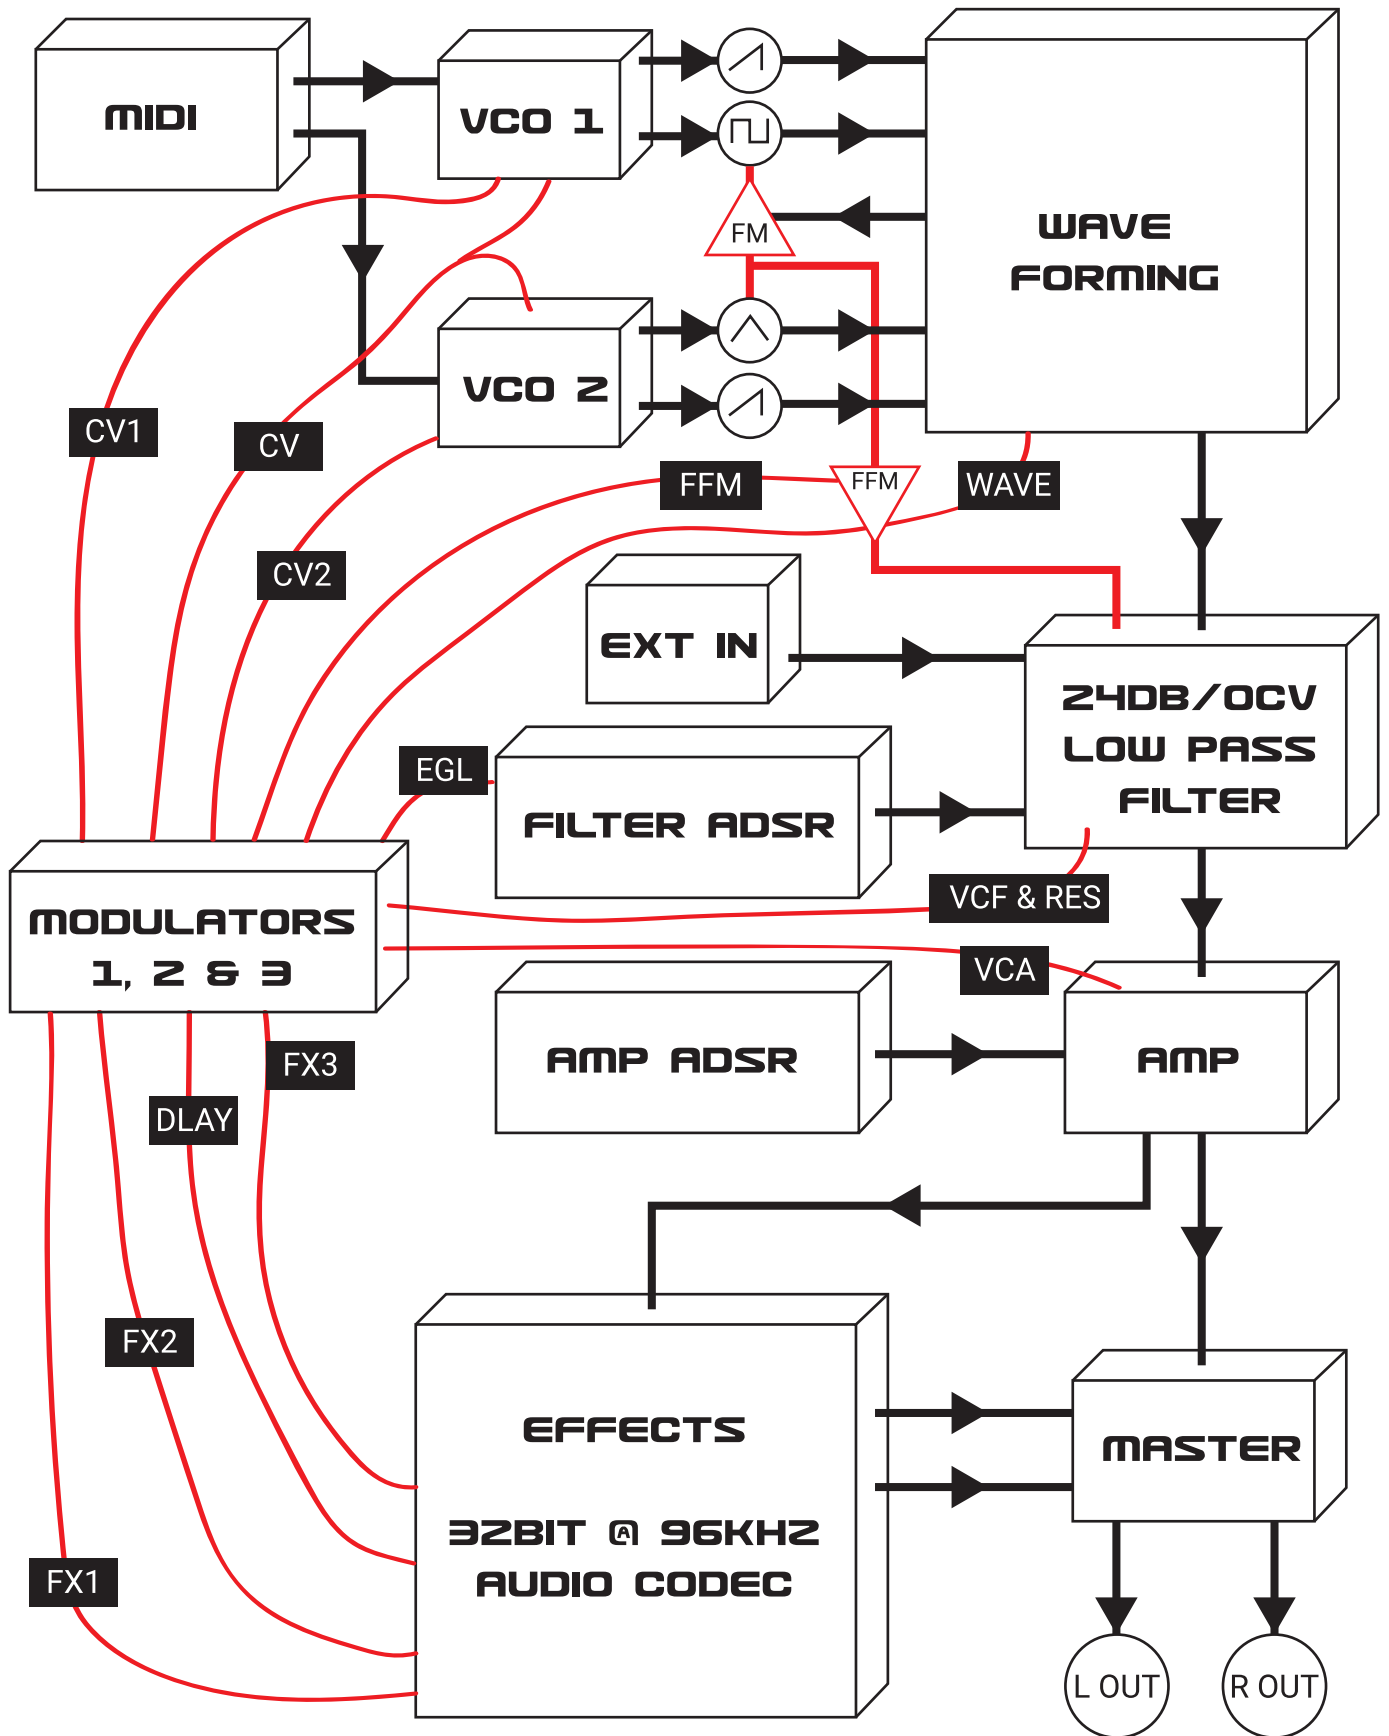 MIDI
VCO 1
WAVE
FORMING
FM
VCO 2
CV1
CV
FFM
FFM
WAVE
CV2
EXT IN
24DB/OCV
LOW PASS
FILTER
EGL
FILTER ADSR
VCF & RES
MODULATORS
1, 2 & 3
VCA
AMP ADSR
AMP
FX3
DLAY
FX2
EFFECTS
MASTER
32BIT @ 96KHZ
AUDIO CODEC
FX1
L OUT
R OUT